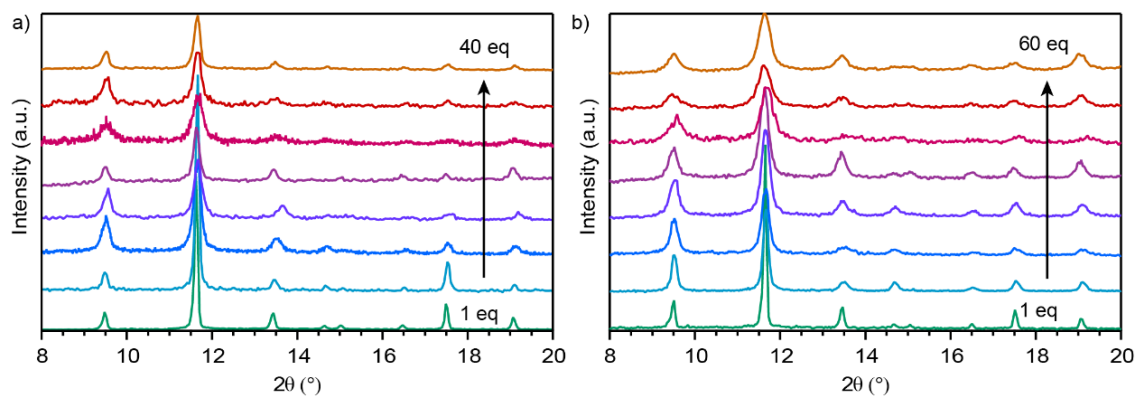 a)
Intensity (a.u.)
40 eq
1 eq
8 10 12 14 16 18 20
2θ (°)
b)
Intensity (a.u.)
60 eq
1 eq
8 10 12 14 16 18 20
2θ (°)